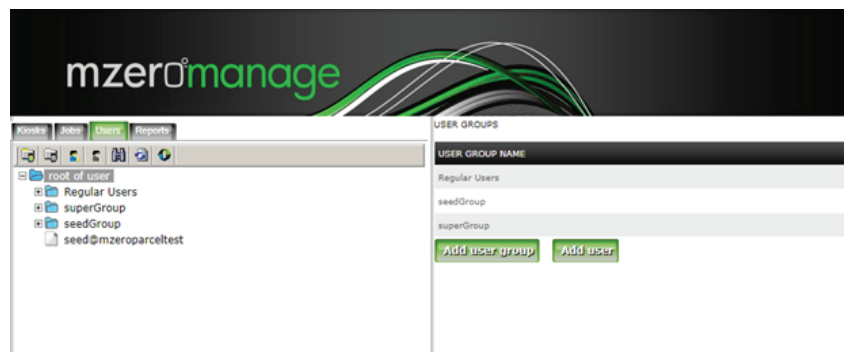 mzeromanage
Kiosks Jobs Users Reports
root of user
Regular Users
superGroup
seedGroup
seed@mzeroparceltest
USER GROUPS
USER GROUP NAME
Regular Users
seedGroup
superGroup
Add user group Add user